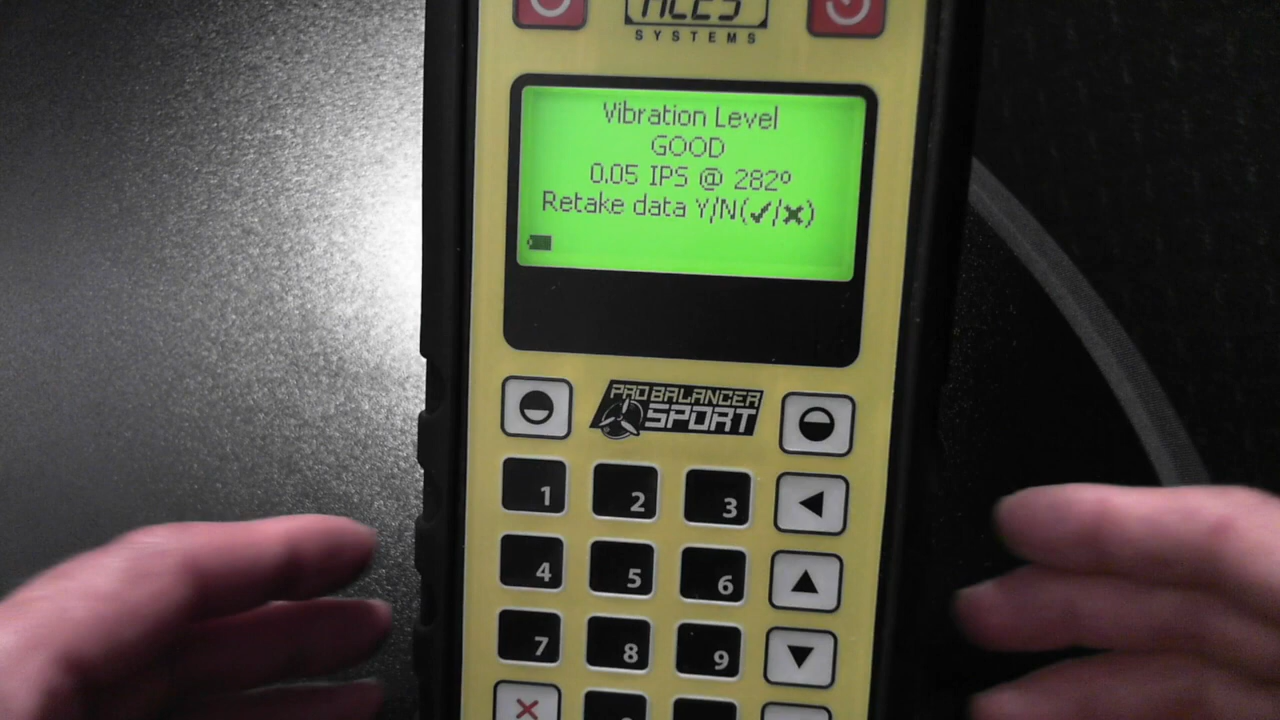 ACES
SYSTEMS
Vibration Level
GOOD
0.05 IPS @ 282º
Retake data Y/N(✔/✖)
PRO BALANCER
SPORT
1
2
3
4
5
6
7
8
9